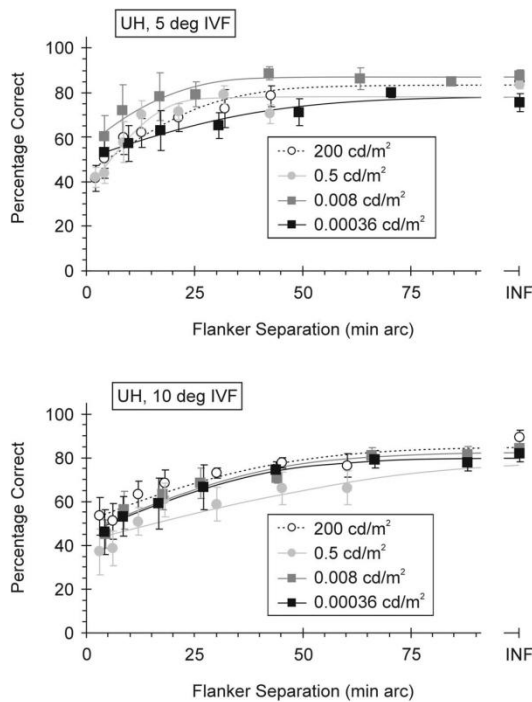 UH, 5 deg IVF
100
80
60
40
20
0
Percentage Correct
200 cd/m²
0.5 cd/m²
0.008 cd/m²
0.00036 cd/m²
0 25 50 75 INF
Flanker Separation (min arc)
UH, 10 deg IVF
100
80
60
40
20
0
Percentage Correct
200 cd/m²
0.5 cd/m²
0.008 cd/m²
0.00036 cd/m²
0 25 50 75 INF
Flanker Separation (min arc)